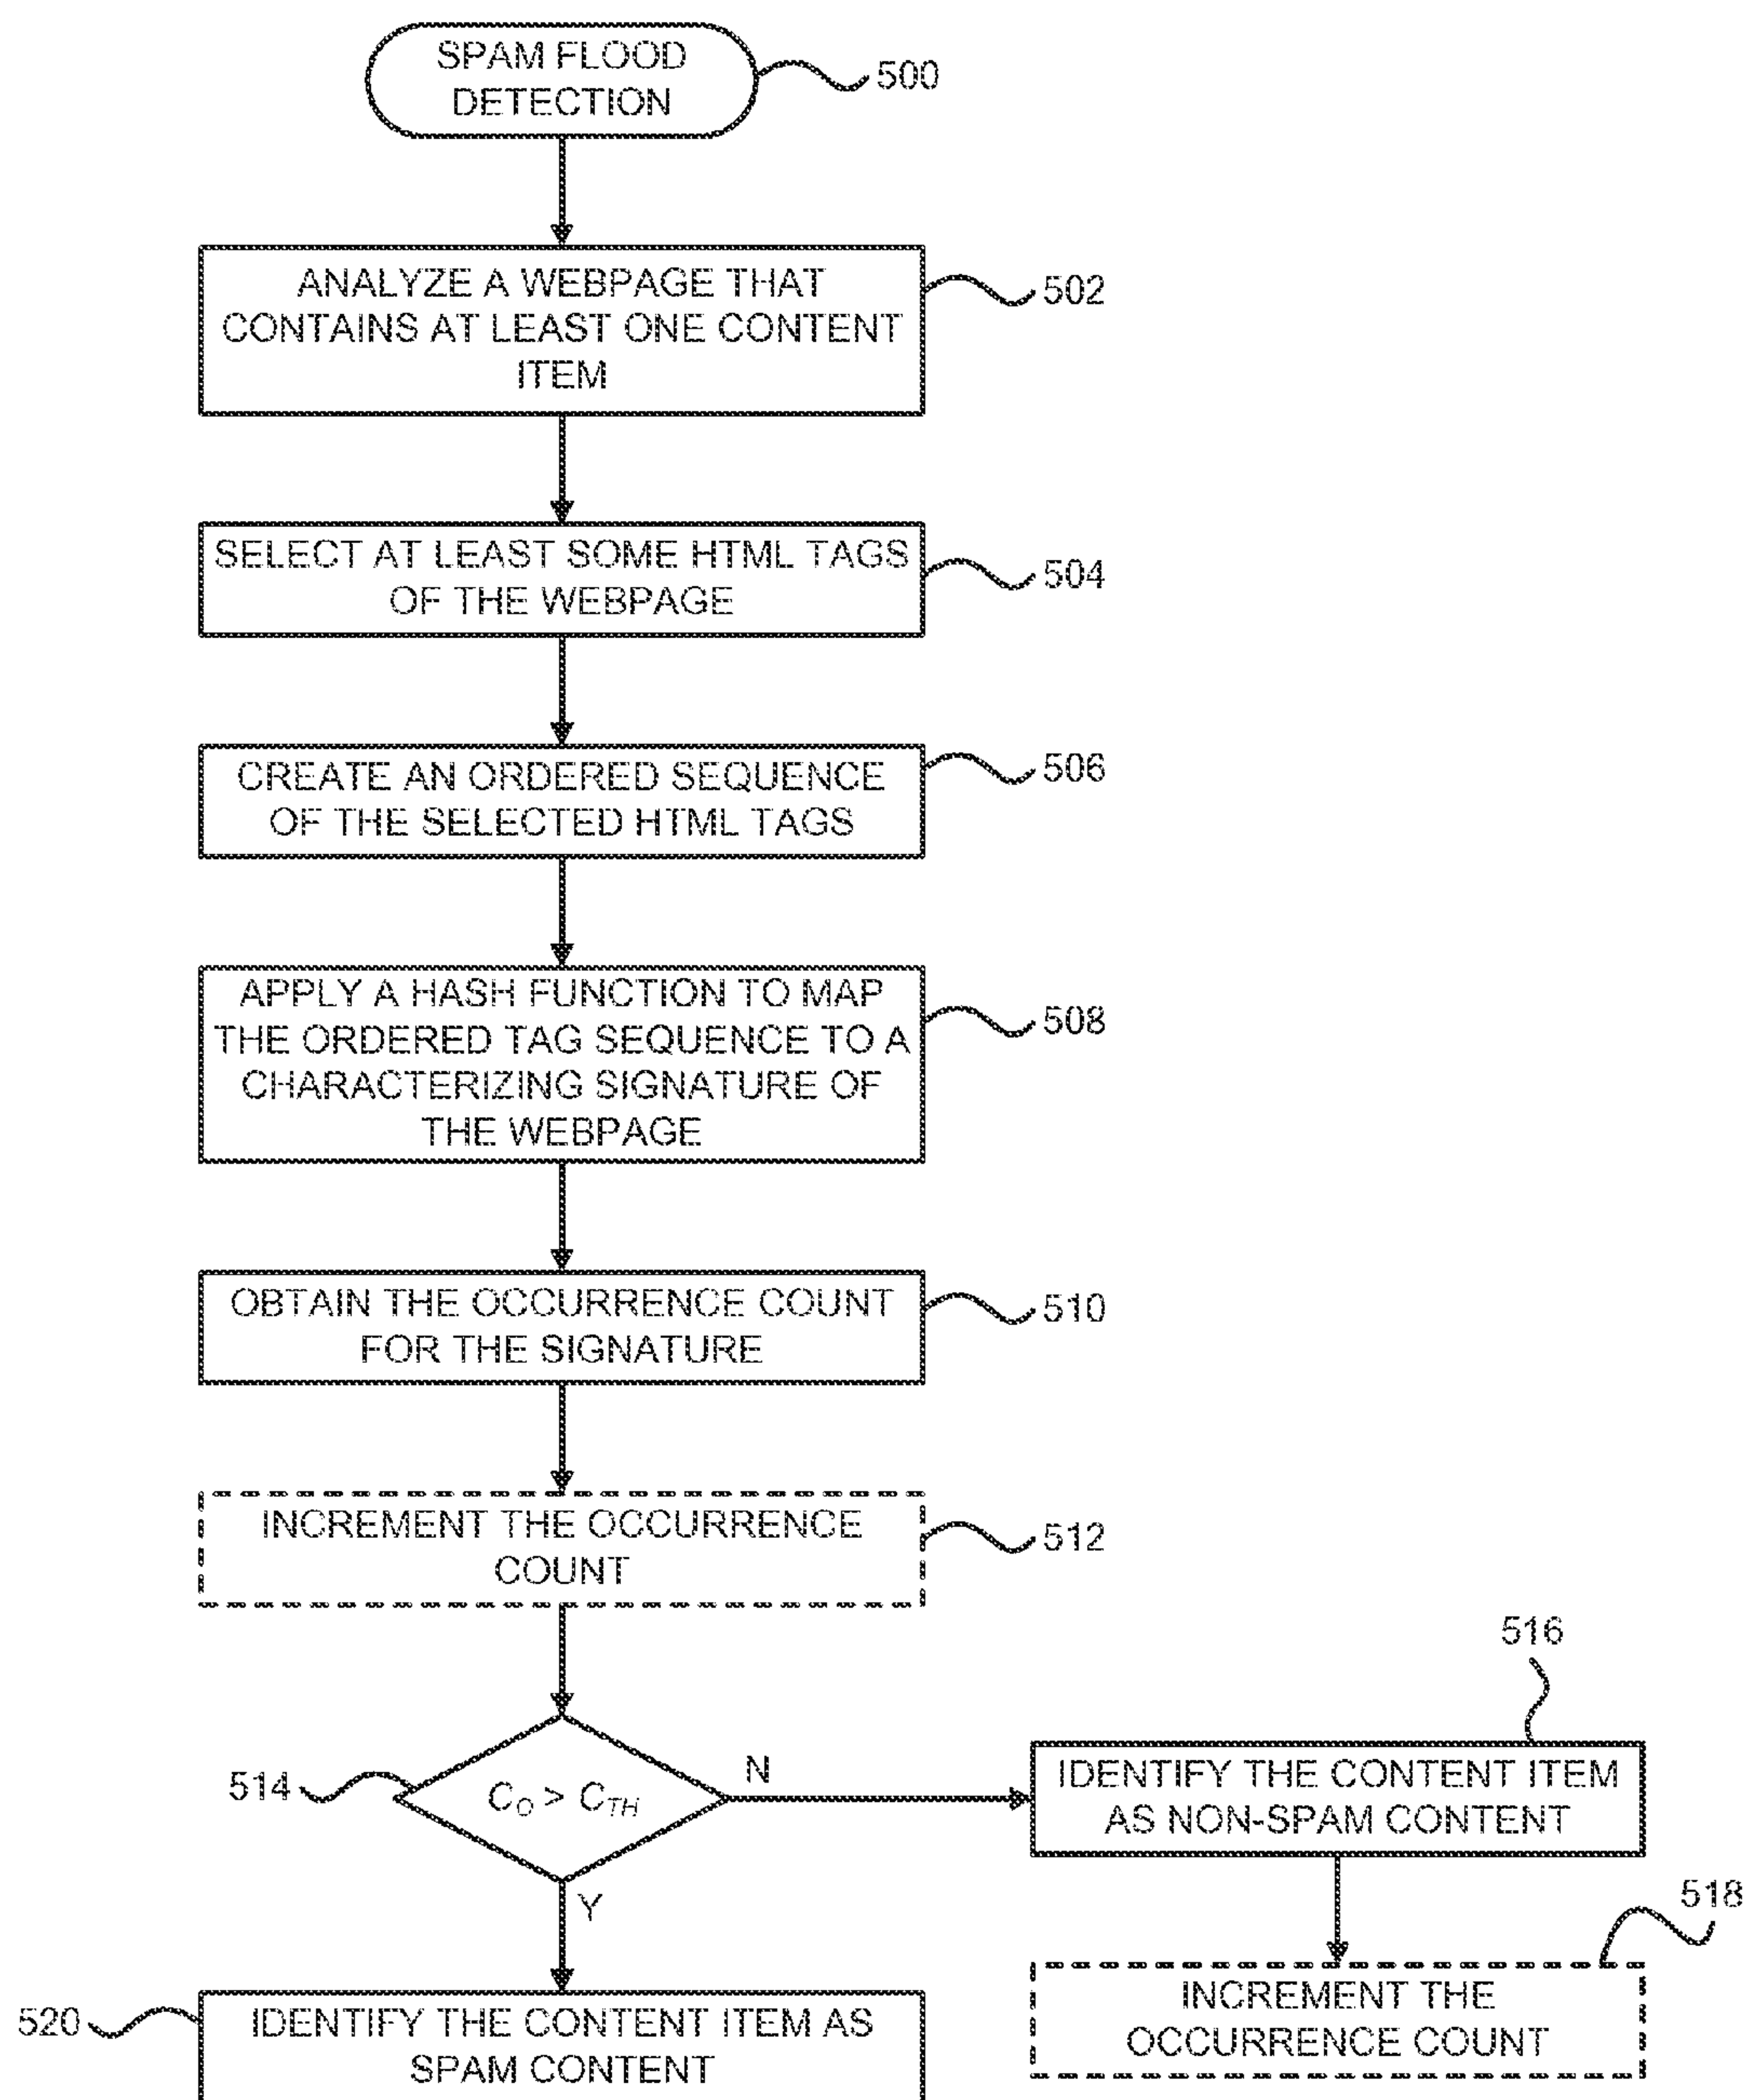 SPAM FLOOD
DETECTION
500
ANALYZE A WEBPAGE THAT
CONTAINS AT LEAST ONE CONTENT
ITEM
502
SELECT AT LEAST SOME HTML TAGS
OF THE WEBPAGE
504
CREATE AN ORDERED SEQUENCE
OF THE SELECTED HTML TAGS
506
APPLY A HASH FUNCTION TO MAP
THE ORDERED TAG SEQUENCE TO A
CHARACTERIZING SIGNATURE OF
THE WEBPAGE
508
OBTAIN THE OCCURRENCE COUNT
FOR THE SIGNATURE
510
INCREMENT THE OCCURRENCE
COUNT
512
514
C_O > C_TH
N
Y
516
IDENTIFY THE CONTENT ITEM
AS NON-SPAM CONTENT
518
INCREMENT THE
OCCURRENCE COUNT
520
IDENTIFY THE CONTENT ITEM AS
SPAM CONTENT